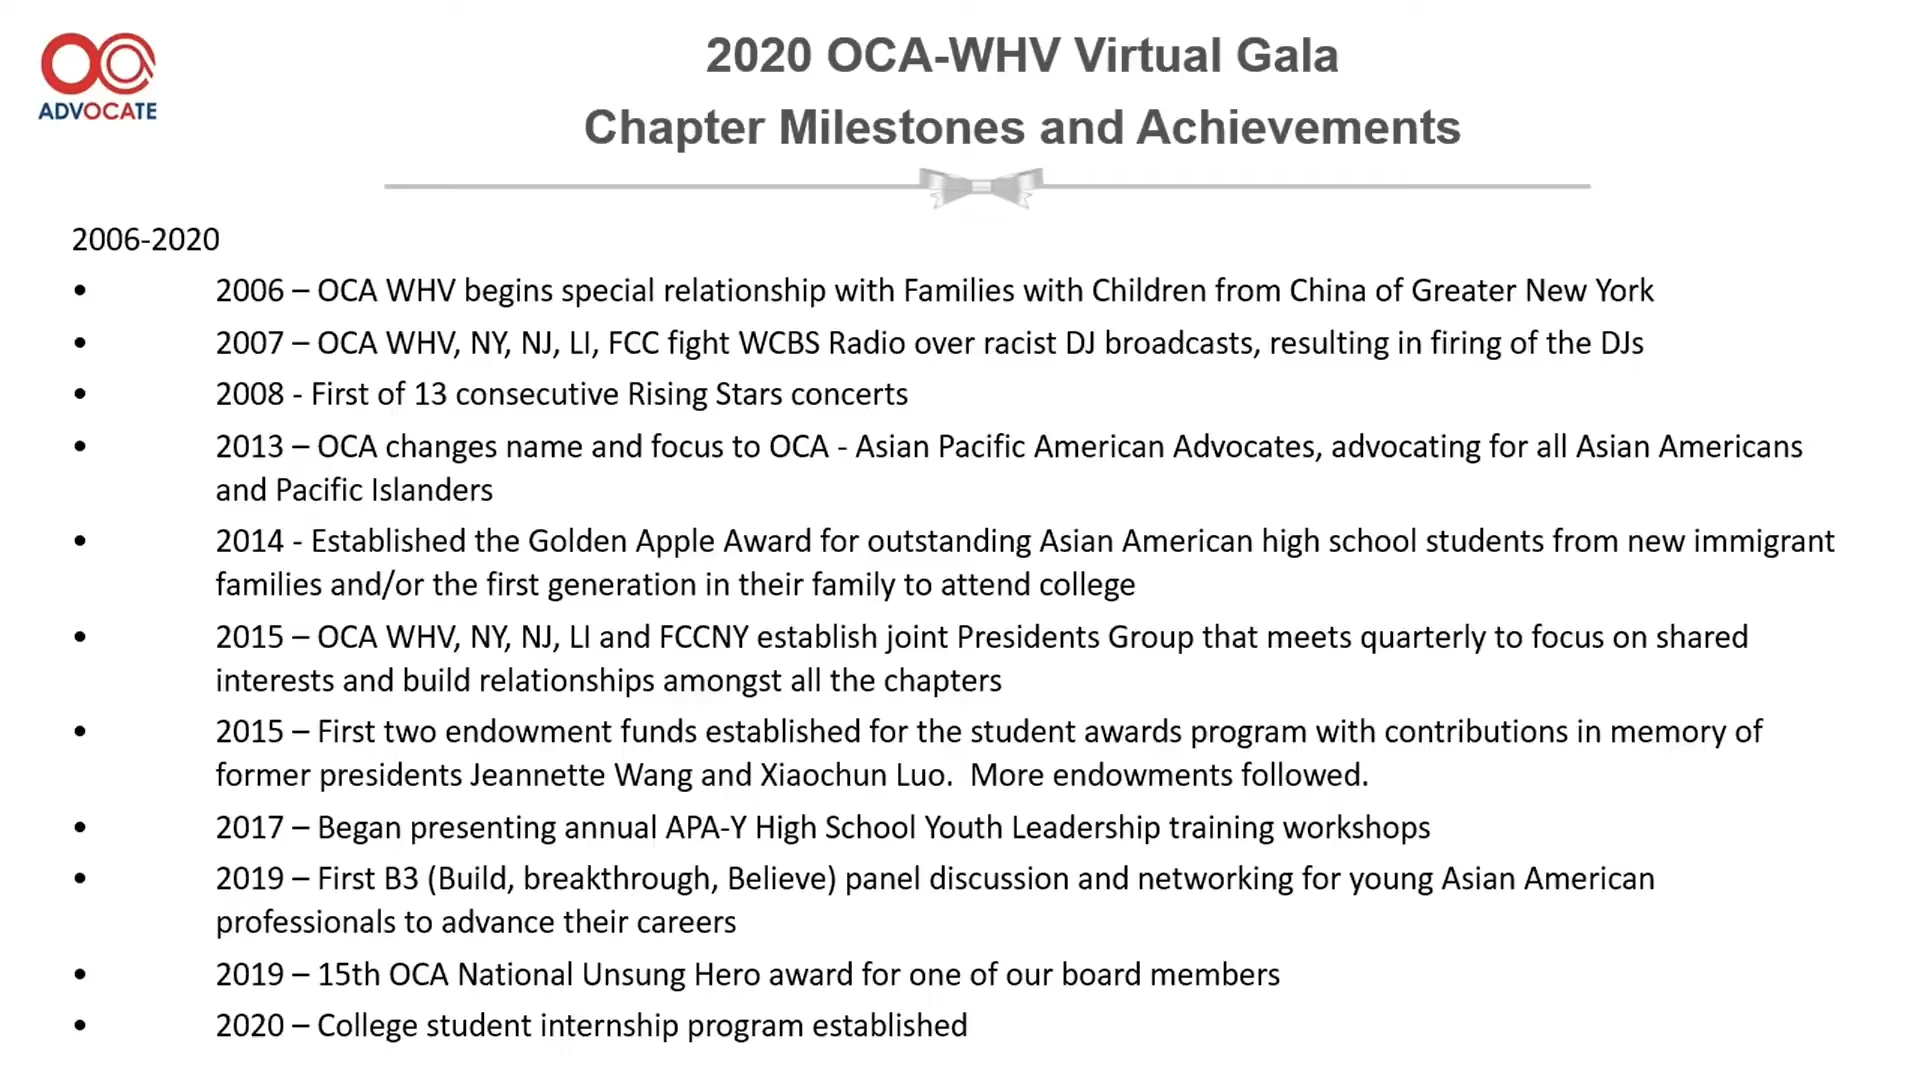 OCA
ADVOCATE
2020 OCA-WHV Virtual Gala
Chapter Milestones and Achievements
2006-2020
• 2006 – OCA WHV begins special relationship with Families with Children from China of Greater New York
• 2007 – OCA WHV, NY, NJ, LI, FCC fight WCBS Radio over racist DJ broadcasts, resulting in firing of the DJs
• 2008 - First of 13 consecutive Rising Stars concerts
• 2013 – OCA changes name and focus to OCA - Asian Pacific American Advocates, advocating for all Asian Americans
and Pacific Islanders
• 2014 - Established the Golden Apple Award for outstanding Asian American high school students from new immigrant
families and/or the first generation in their family to attend college
• 2015 – OCA WHV, NY, NJ, LI and FCCNY establish joint Presidents Group that meets quarterly to focus on shared
interests and build relationships amongst all the chapters
• 2015 – First two endowment funds established for the student awards program with contributions in memory of
former presidents Jeannette Wang and Xiaochun Luo.  More endowments followed.
• 2017 – Began presenting annual APA-Y High School Youth Leadership training workshops
• 2019 – First B3 (Build, breakthrough, Believe) panel discussion and networking for young Asian American
professionals to advance their careers
• 2019 – 15th OCA National Unsung Hero award for one of our board members
• 2020 – College student internship program established